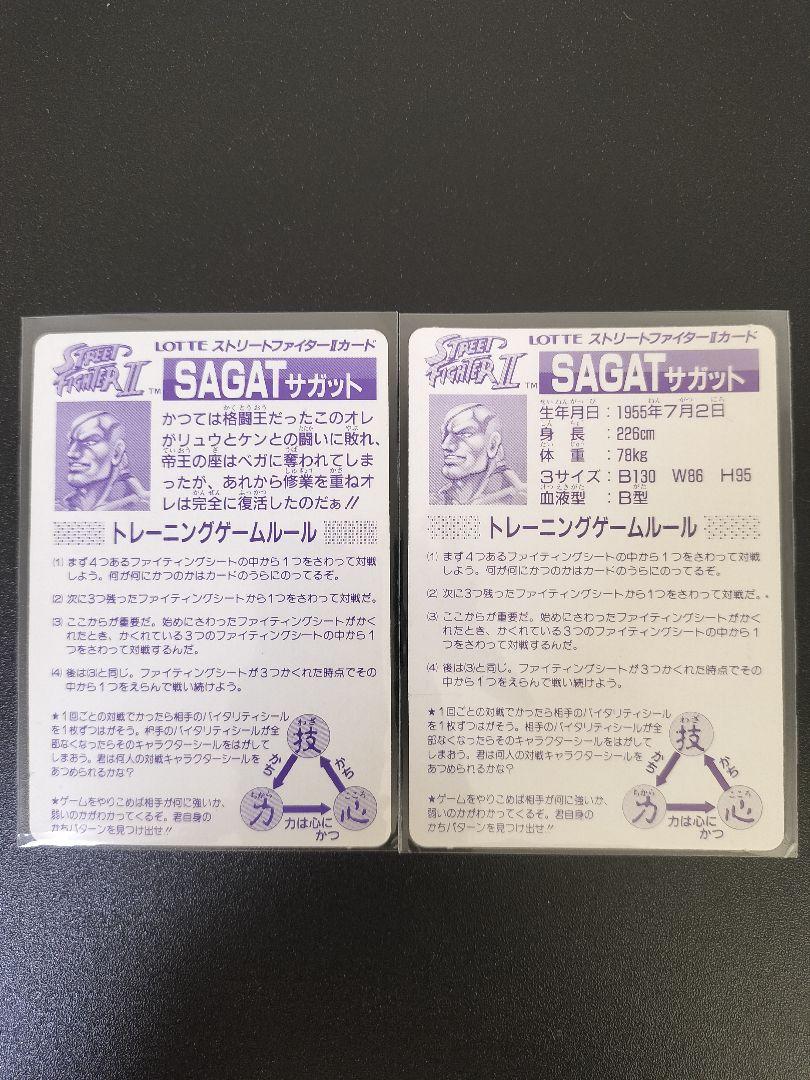 STREET FIGHTER II TM
LOTTE ストリートファイターIIカード
SAGAT サガット
かつては格闘王だったこのオレ
がリュウとケンとの闘いに敗れ、
帝王の座はベガに奪われてしま
ったが、あれから修業を重ねオ
レは完全に復活したのだぁ!!
トレーニングゲームルール
(1) まず4つあるファイティングシートの中から1つをさわって対戦
しよう。何が何にかつのかはカードのうらにのってるぞ。
(2) 次に3つ残ったファイティングシートから1つをさわって対戦だ。
(3) ここからが重要だ。始めにさわったファイティングシートがかく
れたとき、かくれている3つのファイティングシートの中から1
つをさわって対戦するんだ。
(4) 後は(3)と同じ。ファイティングシートが3つかくれた時点でその
中から1つをえらんで戦い続けよう。
★1回ごとの対戦でかったら相手のバイタリティシール
を1枚ずつはがそう。相手のバイタリティシールが全
部なくなったらそのキャラクターシールをはがして
しまおう。君は何人の対戦キャラクターシールを
あつめられるかな?
★ゲームをやりこめば相手が何に強いか、
弱いのかがわかってくるぞ。君自身の
かちパターンを見つけ出せ!!
わざ
技
かち
かち
ちから
力
こころ
心
力は心に
かつ
STREET FIGHTER II TM
LOTTE ストリートファイターIIカード
SAGAT サガット
生年月日:1955年7月2日
身長:226cm
体重:78kg
3サイズ:B130 W86 H95
血液型:B型
トレーニングゲームルール
(1) まず4つあるファイティングシートの中から1つをさわって対戦
しよう。何が何にかつのかはカードのうらにのってるぞ。
(2) 次に3つ残ったファイティングシートから1つをさわって対戦だ。
(3) ここからが重要だ。始めにさわったファイティングシートがかく
れたとき、かくれている3つのファイティングシートの中から1
つをさわって対戦するんだ。
(4) 後は(3)と同じ。ファイティングシートが3つかくれた時点でその
中から1つをえらんで戦い続けよう。
★1回ごとの対戦でかったら相手のバイタリティシール
を1枚ずつはがそう。相手のバイタリティシールが全
部なくなったらそのキャラクターシールをはがして
しまおう。君は何人の対戦キャラクターシールを
あつめられるかな?
★ゲームをやりこめば相手が何に強いか、
弱いのかがわかってくるぞ。君自身の
かちパターンを見つけ出せ!!
わざ
技
かち
かち
ちから
力
こころ
心
力は心に
かつ